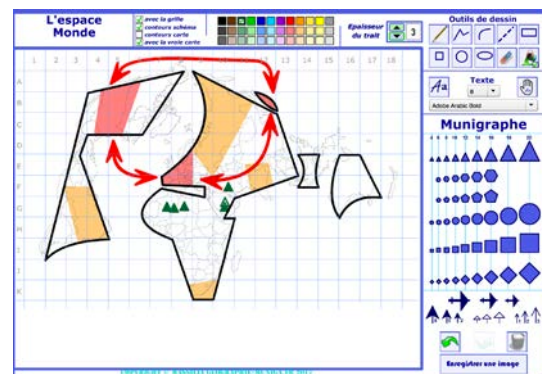 L'espace
Monde
avec la grille
contours schéma
contours carte
avec la vraie carte
Epaisseur
du trait
3
Outils de dessin
1 2 3 4 5 6 7 8 9 10 11 12 13 14 15 16 17 18
A
B
C
D
E
F
G
H
I
J
K
Aa
Texte
8
Adobe Arabic Bold
Munigraphe
Enregistrer une image